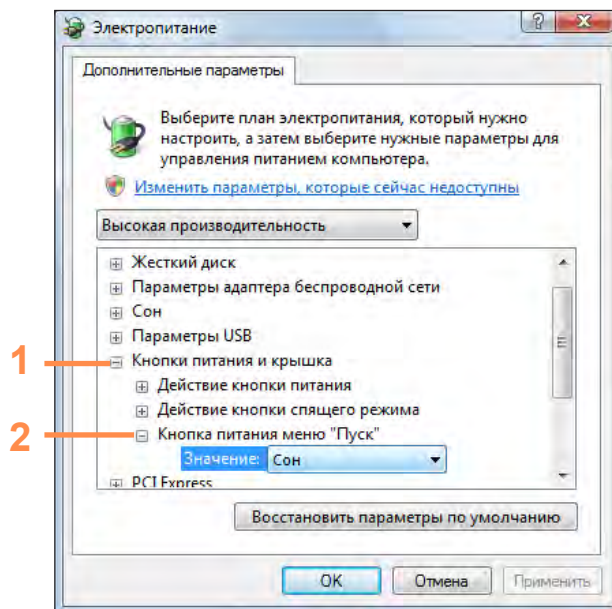 Электропитание
Дополнительные параметры
Выберите план электропитания, который нужно
настроить, а затем выберите нужные параметры для
управления питанием компьютера.
Изменить параметры, которые сейчас недоступны
Высокая производительность
Жесткий диск
Параметры адаптера беспроводной сети
Сон
Параметры USB
1 Кнопки питания и крышка
Действие кнопки питания
Действие кнопки спящего режима
2 Кнопка питания меню "Пуск"
Значение: Сон
PCI Express
Восстановить параметры по умолчанию
OK Отмена Применить